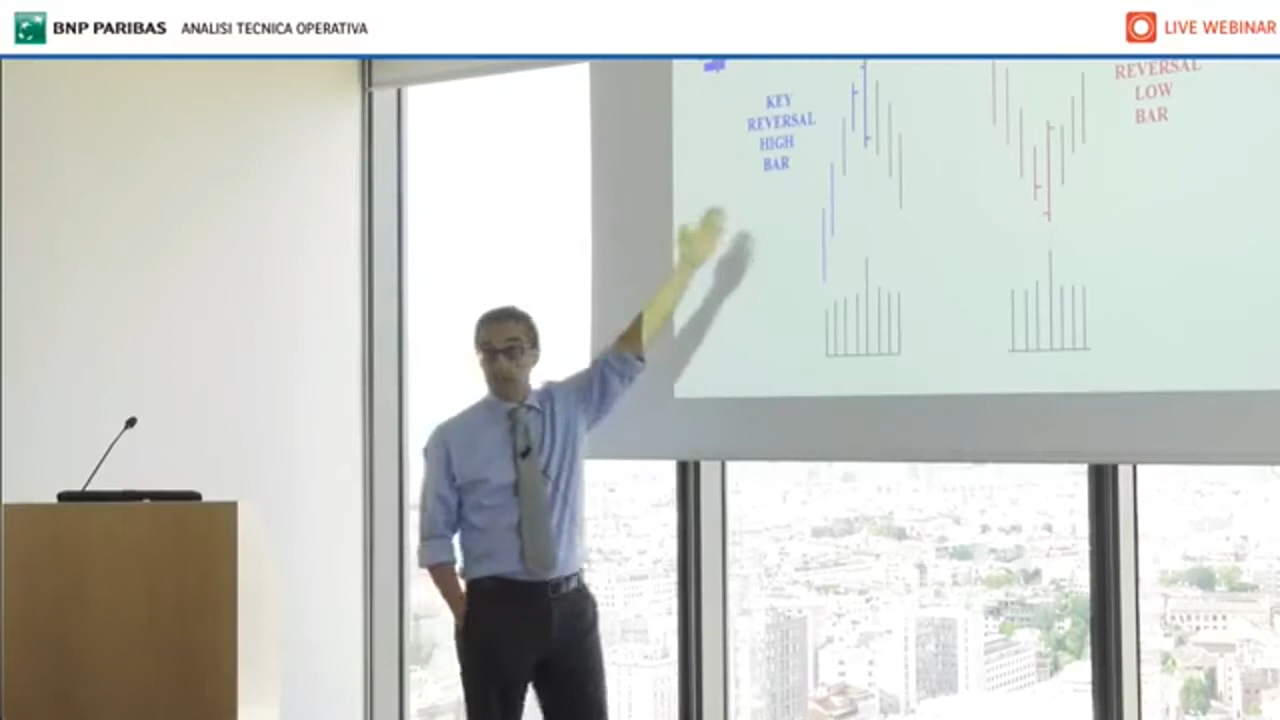 BNP PARIBAS ANALISI TECNICA OPERATIVA
LIVE WEBINAR
KEY
REVERSAL
HIGH
BAR
REVERSAL
LOW
BAR